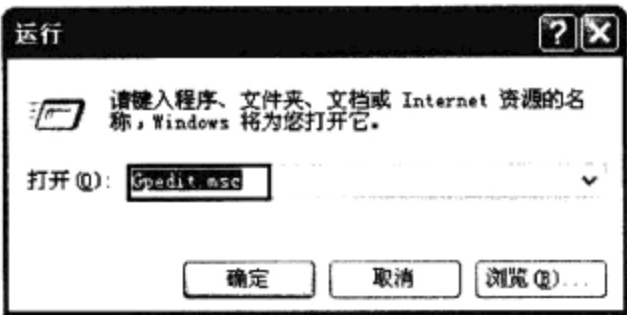 运行
请键入程序、文件夹、文档或 Internet 资源的名
称，Windows 将为您打开它。
打开(O): Gpedit.msc
确定 取消 浏览(B)...